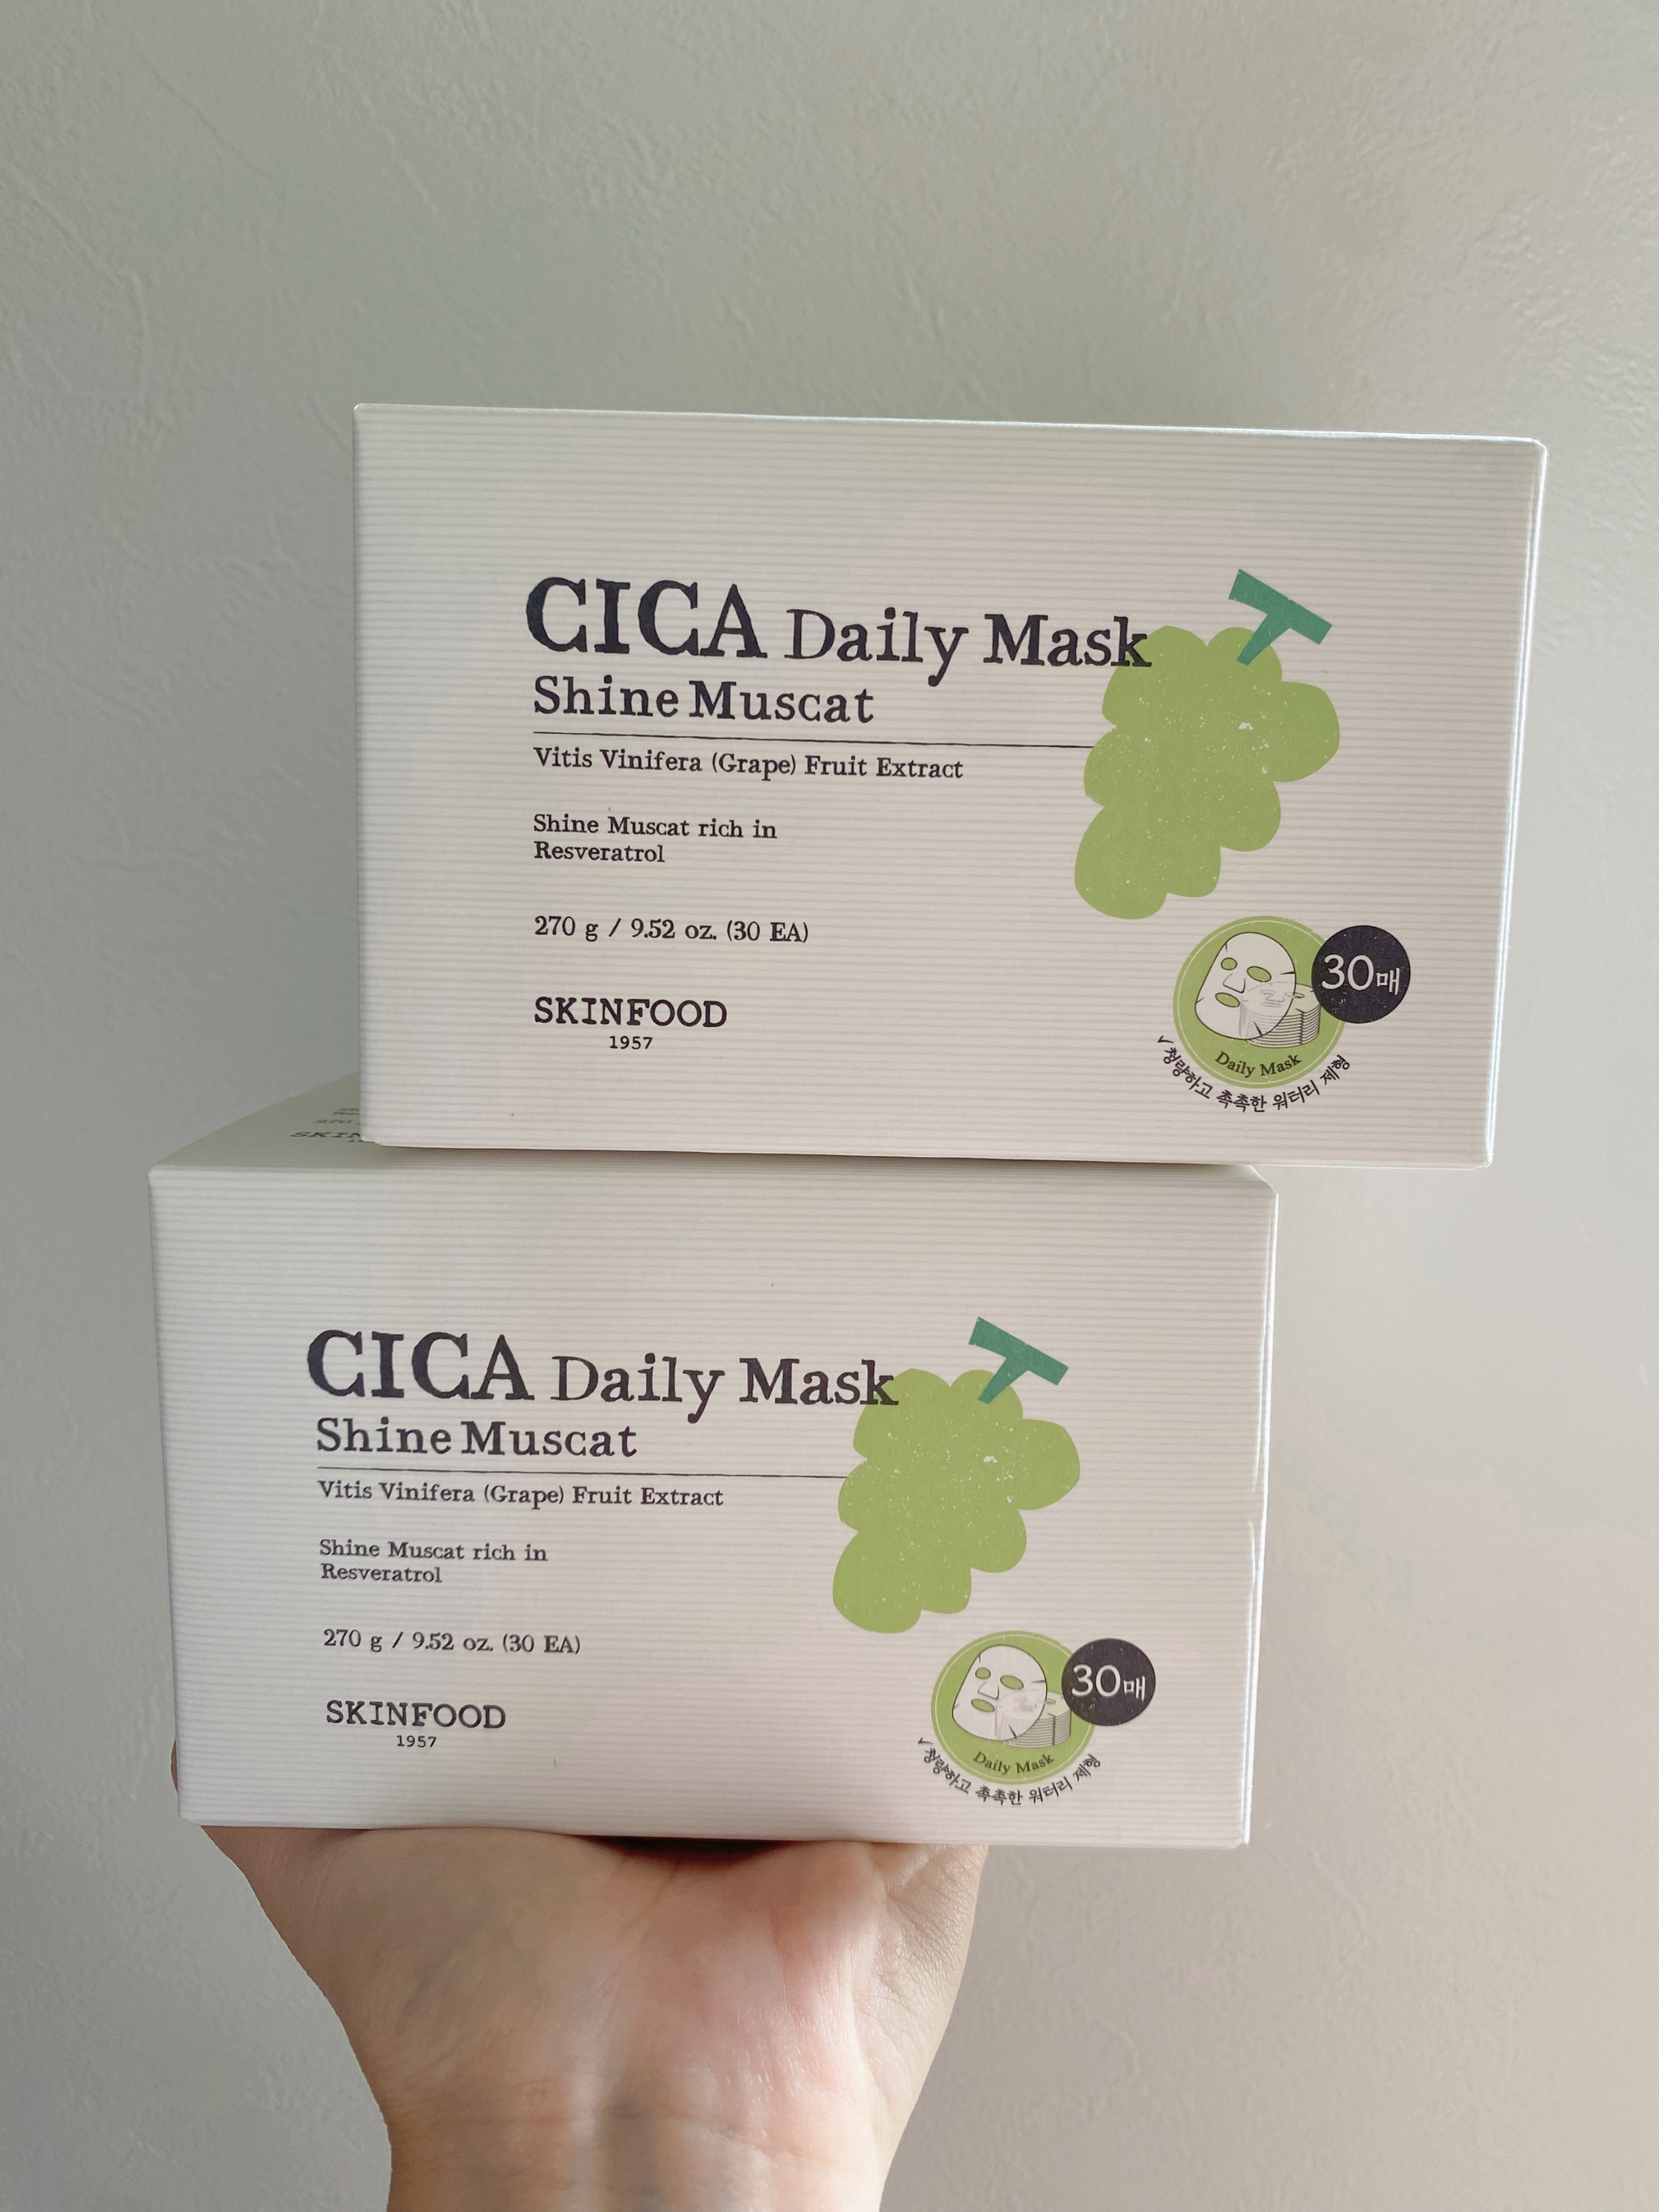 CICA Daily Mask
Shine Muscat
Vitis Vinifera (Grape) Fruit Extract
Shine Muscat rich in
Resveratrol
270 g / 9.52 oz. (30 EA)
SKINFOOD
1957
30매
Daily Mask
✓청량하고 촉촉한 워터리 제형
SKIN
CICA Daily Mask
Shine Muscat
Vitis Vinifera (Grape) Fruit Extract
Shine Muscat rich in
Resveratrol
270 g / 9.52 oz. (30 EA)
SKINFOOD
1957
30매
Daily Mask
✓청량하고 촉촉한 워터리 제형